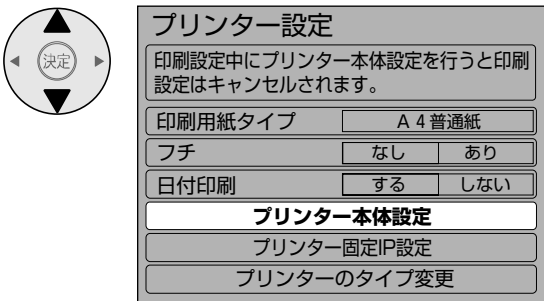 決定
プリンター設定
印刷設定中にプリンター本体設定を行うと印刷
設定はキャンセルされます。
印刷用紙タイプ A4普通紙
フチ なし あり
日付印刷 する しない
プリンター本体設定
プリンター固定IP設定
プリンターのタイプ変更